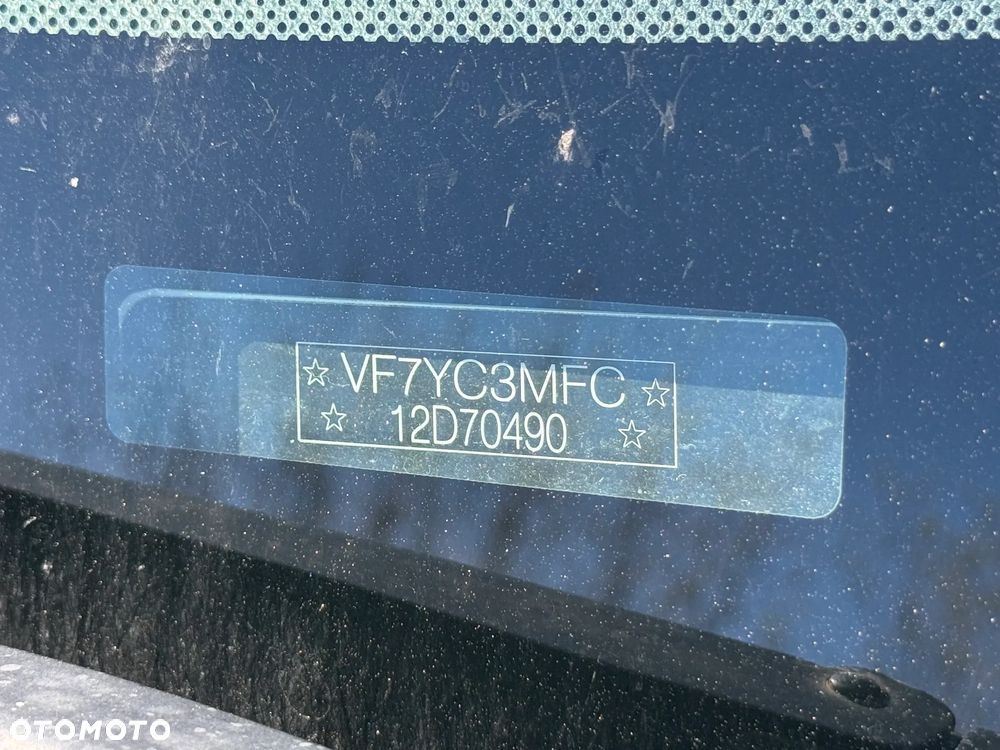 ☆ VF7YC3MFC ☆
☆ 12D70490 ☆
OTOMOTO